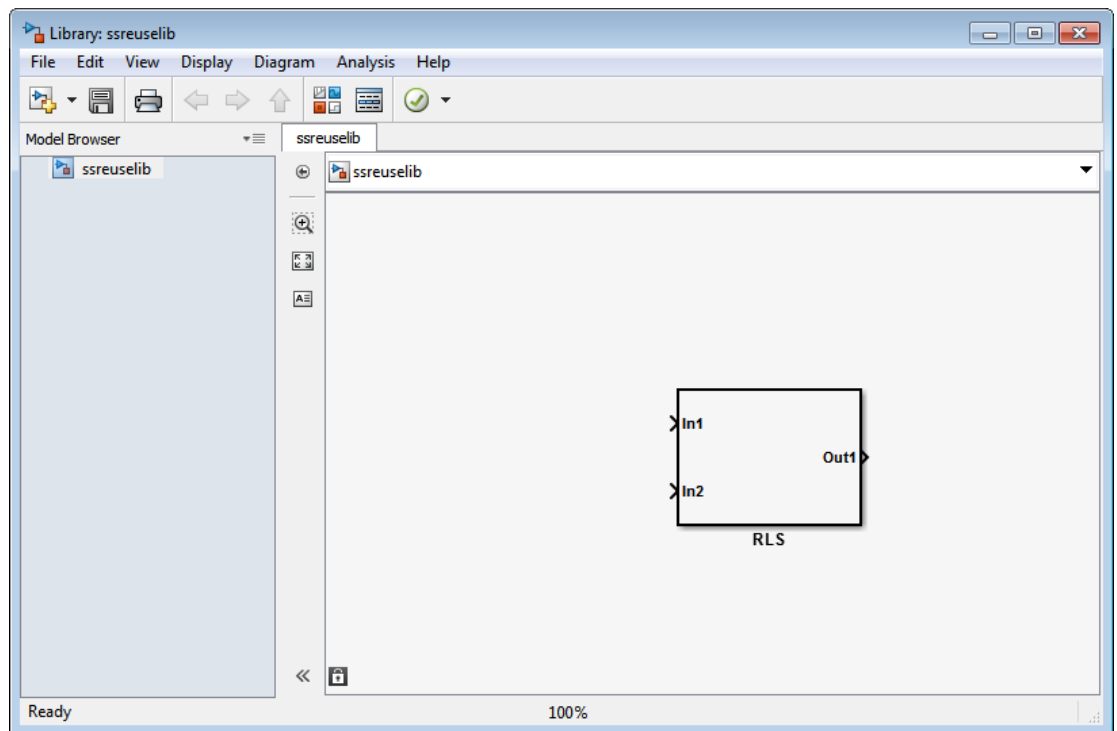 Library: ssreuselib
File Edit View Display Diagram Analysis Help
Model Browser
ssreuselib
ssreuselib
ssreuselib
In1
Out1
In2
RLS
Ready
100%